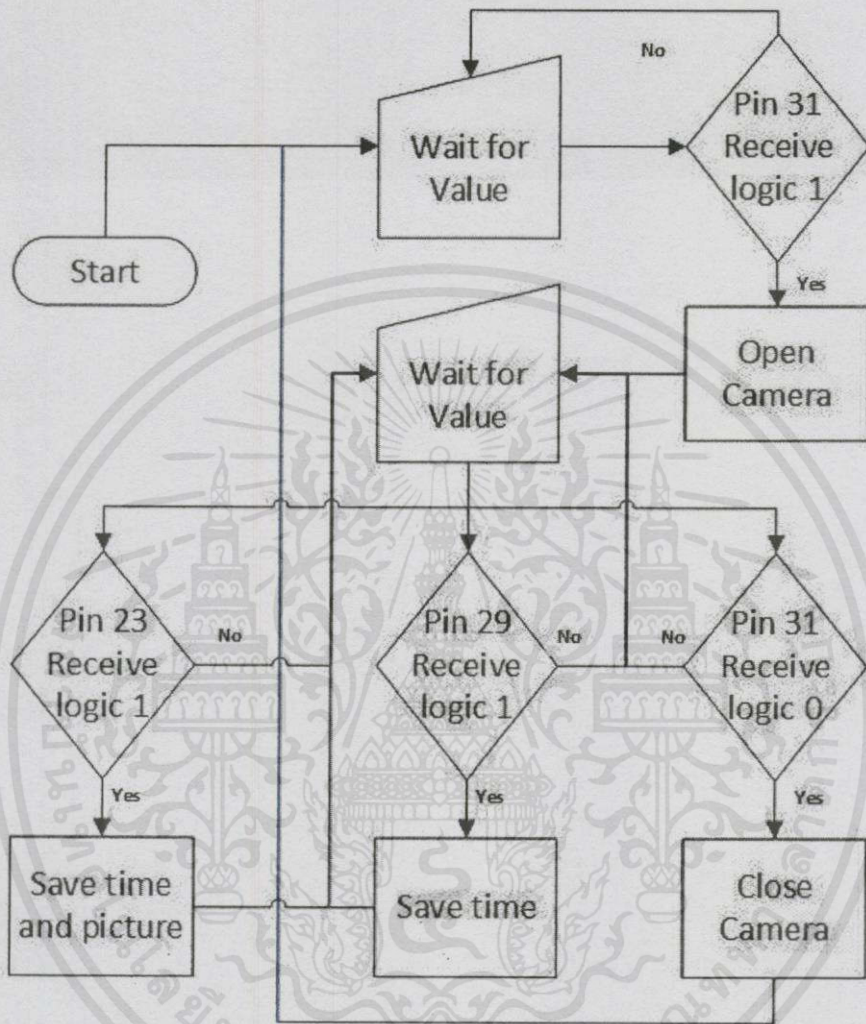 No
Wait for
Value
Pin 31
Receive
logic 1
Start
Yes
Open
Camera
Wait for
Value
Pin 23
Receive
logic 1
No
Pin 29
Receive
logic 1
No
No
Pin 31
Receive
logic 0
Yes
Yes
Yes
Save time
and picture
Save time
Close
Camera